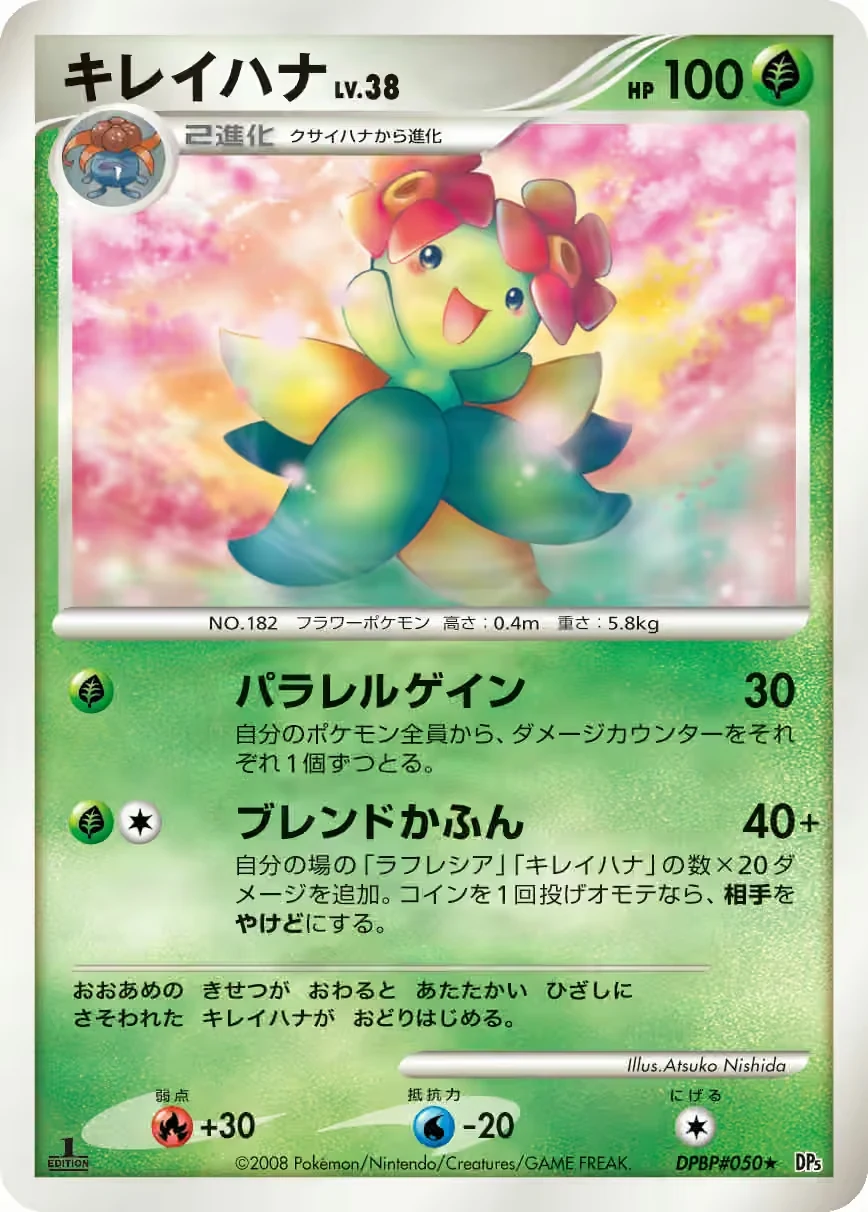 キレイハナ LV.38 HP 100
2進化 クサイハナから進化
NO.182 フラワーポケモン 高さ:0.4m 重さ:5.8kg
パラレルゲイン 30
自分のポケモン全員から、ダメージカウンターをそれ
ぞれ1個ずつとる。
ブレンドかふん 40+
自分の場の「ラフレシア」「キレイハナ」の数×20ダ
メージを追加。コインを1回投げオモテなら、相手を
やけどにする。
おおあめの きせつが おわると あたたかい ひざしに
さそわれた キレイハナが おどりはじめる。
Illus.Atsuko Nishida
弱点 抵抗力 にげる
+30 -20
1 EDITION ©2008 Pokémon/Nintendo/Creatures/GAME FREAK. DPBP#050★ DP5